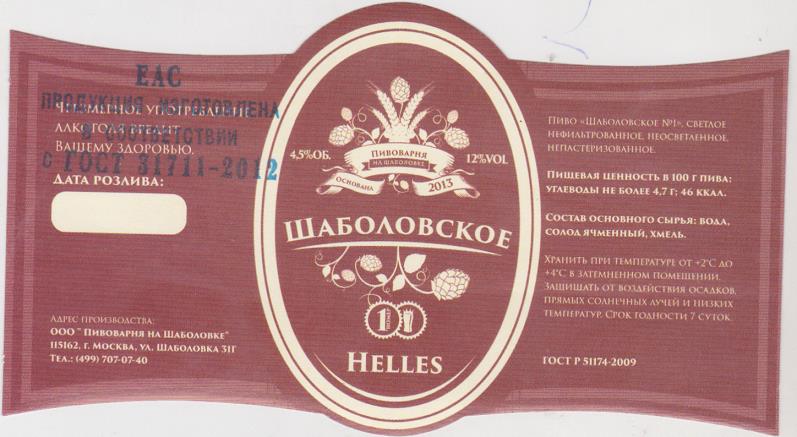 ЕАС
ПРОДУКЦИЯ ИЗГОТОВЛЕНА
В СООТВЕТСТВИИ
С ГОСТ 31711-2012
Чрезмерное употребление
алкоголя вредит
Вашему здоровью.
Дата розлива:
Адрес производства:
ООО " Пивоварня на Шаболовке"
115162, г. Москва, ул. Шаболовка 31Г
Тел.: (499) 707-07-40
4,5%ОБ.
Пивоварня
на Шаболовке
12%VOL
основана
2013
Шаболовское
1
номер
Helles
Пиво «Шаболовское №1», светлое
нефильтрованное, неосветленное,
непастеризованное.
Пищевая ценность в 100 г пива:
углеводы не более 4,7 г; 46 ккал.
Состав основного сырья: вода,
солод ячменный, хмель.
Хранить при температуре от +2°С до
+4°С в затемненном помещении.
Защищать от воздействия осадков,
прямых солнечных лучей и низких
температур. Срок годности 7 суток.
ГОСТ Р 51174-2009